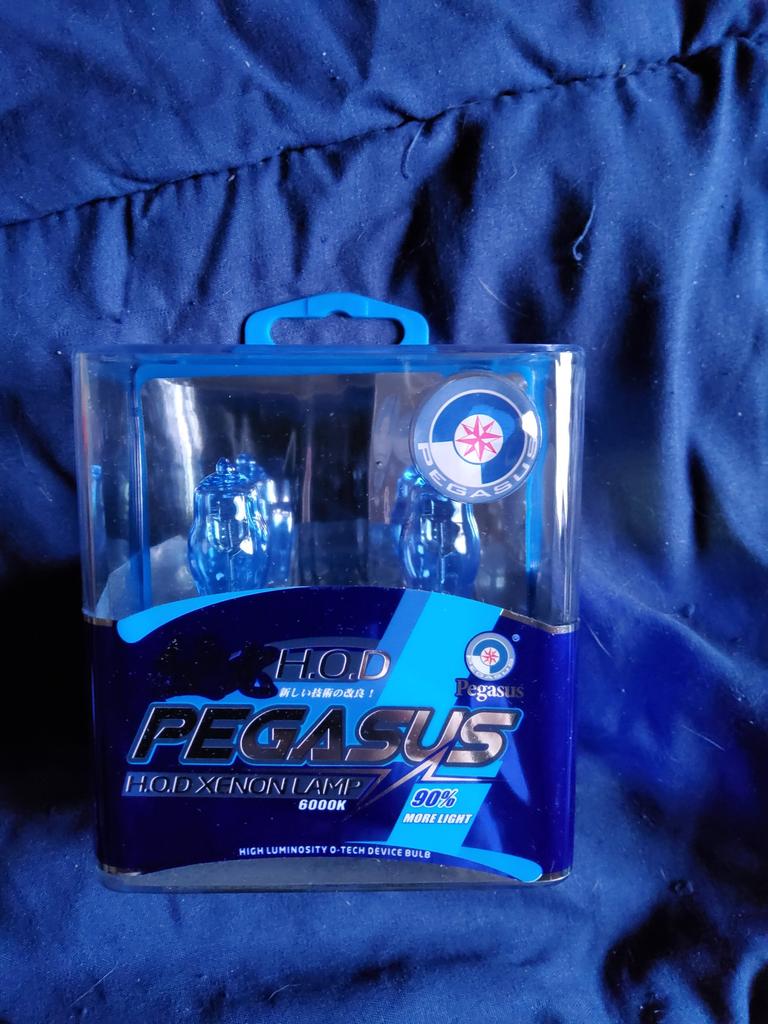 PEGASUS
H.O.D
新しい技術の改良！
PEGASUS
Pegasus®
PEGASUS
H.O.D XENON LAMP
6000K
90%
MORE LIGHT
HIGH LUMINOSITY O-TECH DEVICE BULB